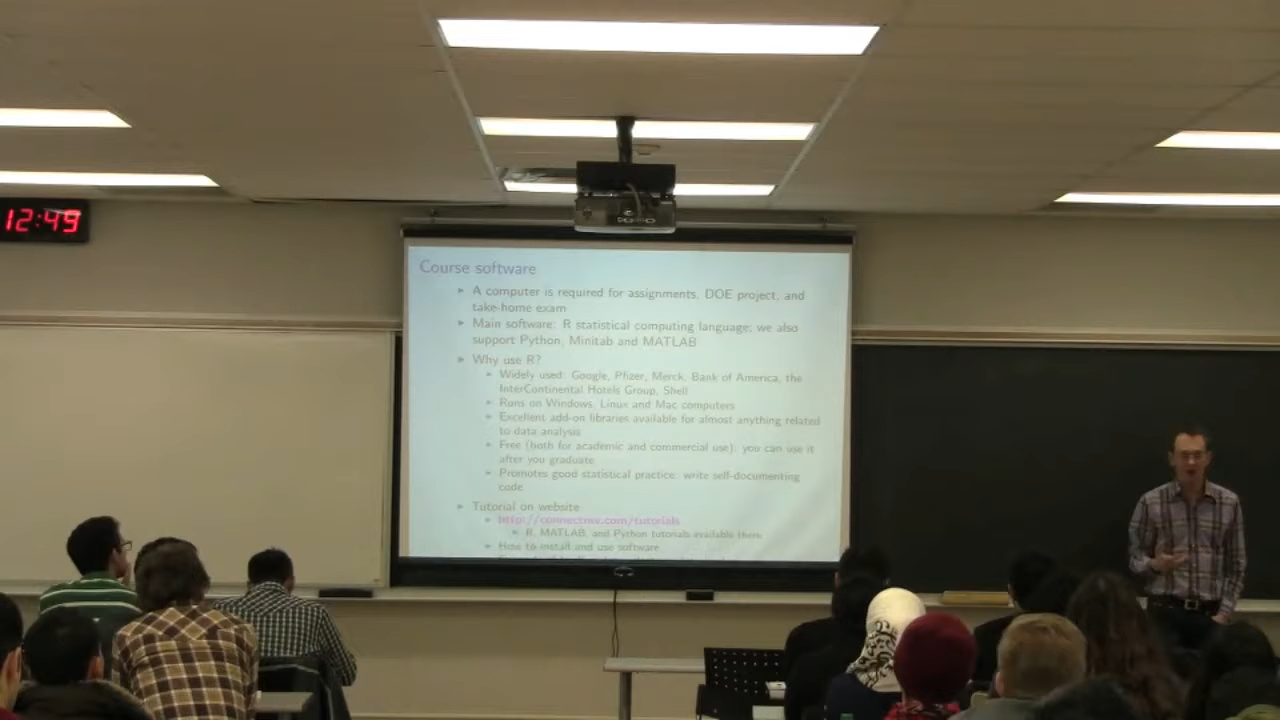 12:49
Course software
A computer is required for assignments, DOE project, and
take-home exam
Main software: R statistical computing language; we also
support Python, Minitab and MATLAB
Why use R?
Widely used: Google, Pfizer, Merck, Bank of America, the
InterContinental Hotels Group, Shell
Runs on Windows, Linux and Mac computers
Excellent add-on libraries available for almost anything related
to data analysis
Free (both for academic and commercial use): you can use it
after you graduate
Promotes good statistical practice: write self-documenting
code
Tutorial on website
http://connectmv.com/tutorials
R, MATLAB, and Python tutorials available there
How to install and use software